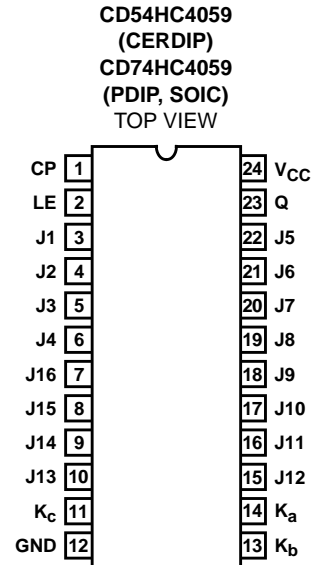 CD54HC4059
(CERDIP)
CD74HC4059
(PDIP, SOIC)
TOP VIEW
CP 1 24 VCC
LE 2 23 Q
J1 3 22 J5
J2 4 21 J6
J3 5 20 J7
J4 6 19 J8
J16 7 18 J9
J15 8 17 J10
J14 9 16 J11
J13 10 15 J12
Kc 11 14 Ka
GND 12 13 Kb